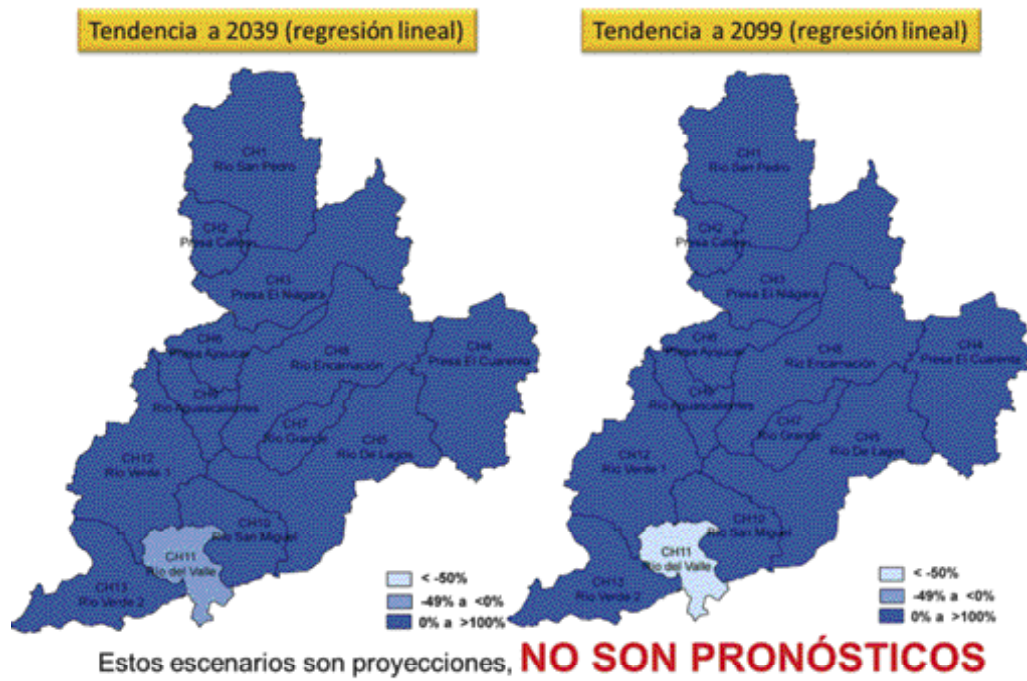 Tendencia a 2039 (regresión lineal)
CH1
Río San Pedro
CH2
Presa Calles
CH3
Presa El Niágara
CH6
Presa Ajojucar
CH8
Río Encarnación
CH4
Presa El Cuarenta
CH9
Río Aguascalientes
CH7
Río Grande
CH5
Río De Lagos
CH12
Río Verde 1
CH10
Río San Miguel
CH11
Río del Valle
CH13
Río Verde 2
< -50%
-49% a <0%
0% a >100%
Tendencia a 2099 (regresión lineal)
CH1
Río San Pedro
CH2
Presa Calles
CH3
Presa El Niágara
CH6
Presa Ajojucar
CH8
Río Encarnación
CH4
Presa El Cuarenta
CH9
Río Aguascalientes
CH7
Río Grande
CH5
Río De Lagos
CH12
Río Verde 1
CH10
Río San Miguel
CH11
Río del Valle
CH13
Río Verde 2
< -50%
-49% a <0%
0% a >100%
Estos escenarios son proyecciones, NO SON PRONÓSTICOS